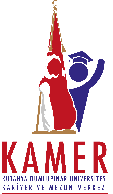 KAMER
KÜTAHYA DUMLUPINAR ÜNİVERSİTESİ
KARİYER VE MEZUN MERKEZİ